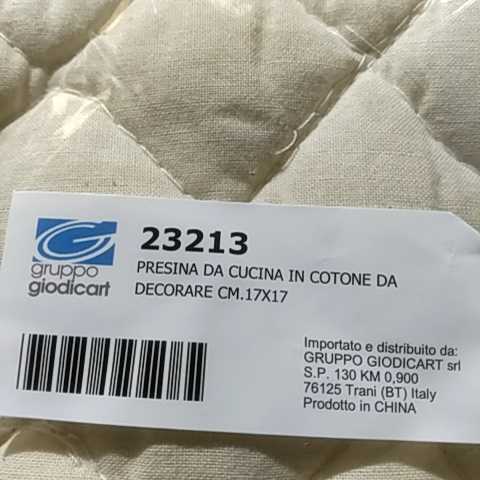 23213
PRESINA DA CUCINA IN COTONE DA
DECORARE CM.17X17
gruppo
giodicart
Importato e distribuito da:
GRUPPO GIODICART srl
S.P. 130 KM 0,900
76125 Trani (BT) Italy
Prodotto in CHINA